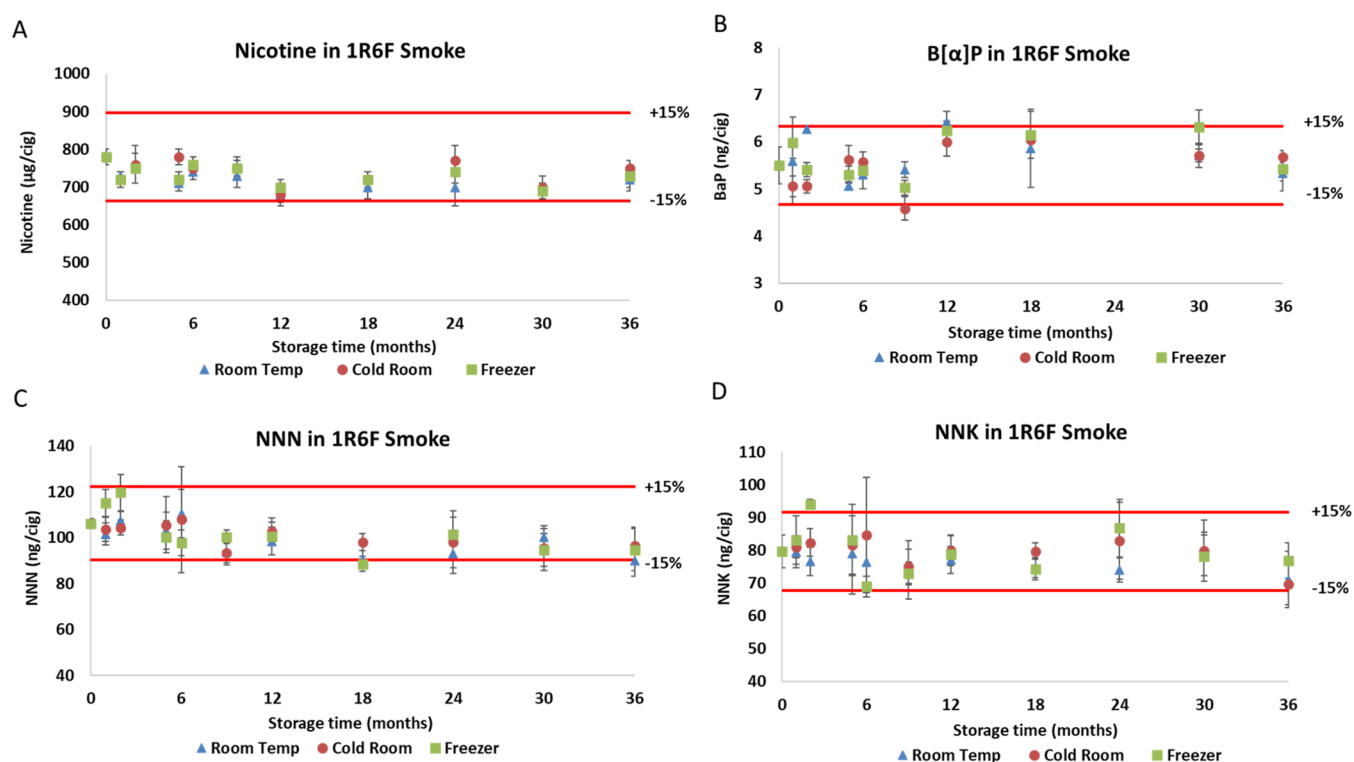 A
Nicotine in 1R6F Smoke
1000
900
800
700
600
500
400
Nicotine (µg/cig)
+15%
-15%
0 6 12 18 24 30 36
Storage time (months)
Room Temp Cold Room Freezer
B
B[α]P in 1R6F Smoke
8
7
6
5
4
3
BaP (ng/cig)
+15%
-15%
0 6 12 18 24 30 36
Storage time (months)
Room Temp Cold Room Freezer
C
NNN in 1R6F Smoke
140
120
100
80
60
40
NNN (ng/cig)
+15%
-15%
0 6 12 18 24 30 36
Storage time (months)
Room Temp Cold Room Freezer
D
NNK in 1R6F Smoke
110
100
90
80
70
60
50
40
NNK (ng/cig)
+15%
-15%
0 6 12 18 24 30 36
Storage time (months)
Room Temp Cold Room Freezer